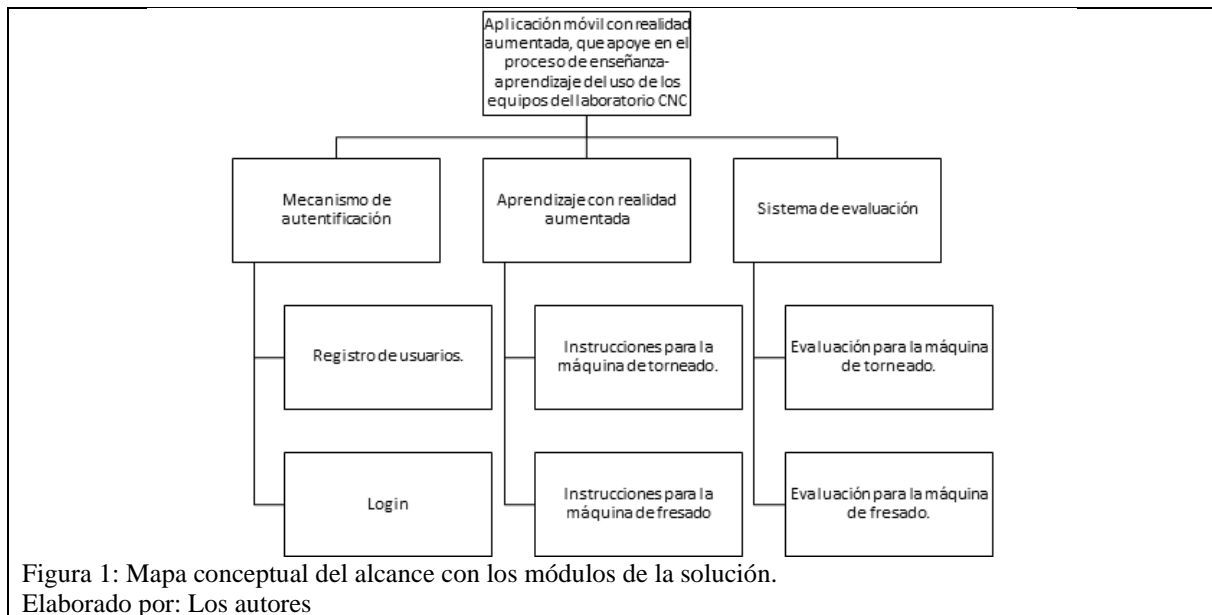 Aplicación móvil con realidad
aumentada, que apoye en el
proceso de enseñanza-
aprendizaje del uso de los
equipos del laboratorio CNC
Mecanismo de
autentificación
Aprendizaje con realidad
aumentada
Sistema de evaluación
Registro de usuarios.
Instrucciones para la
máquina de torneado.
Evaluación para la máquina
de torneado.
Login
Instrucciones para la
máquina de fresado
Evaluación para la máquina
de fresado.
Figura 1: Mapa conceptual del alcance con los módulos de la solución.
Elaborado por: Los autores